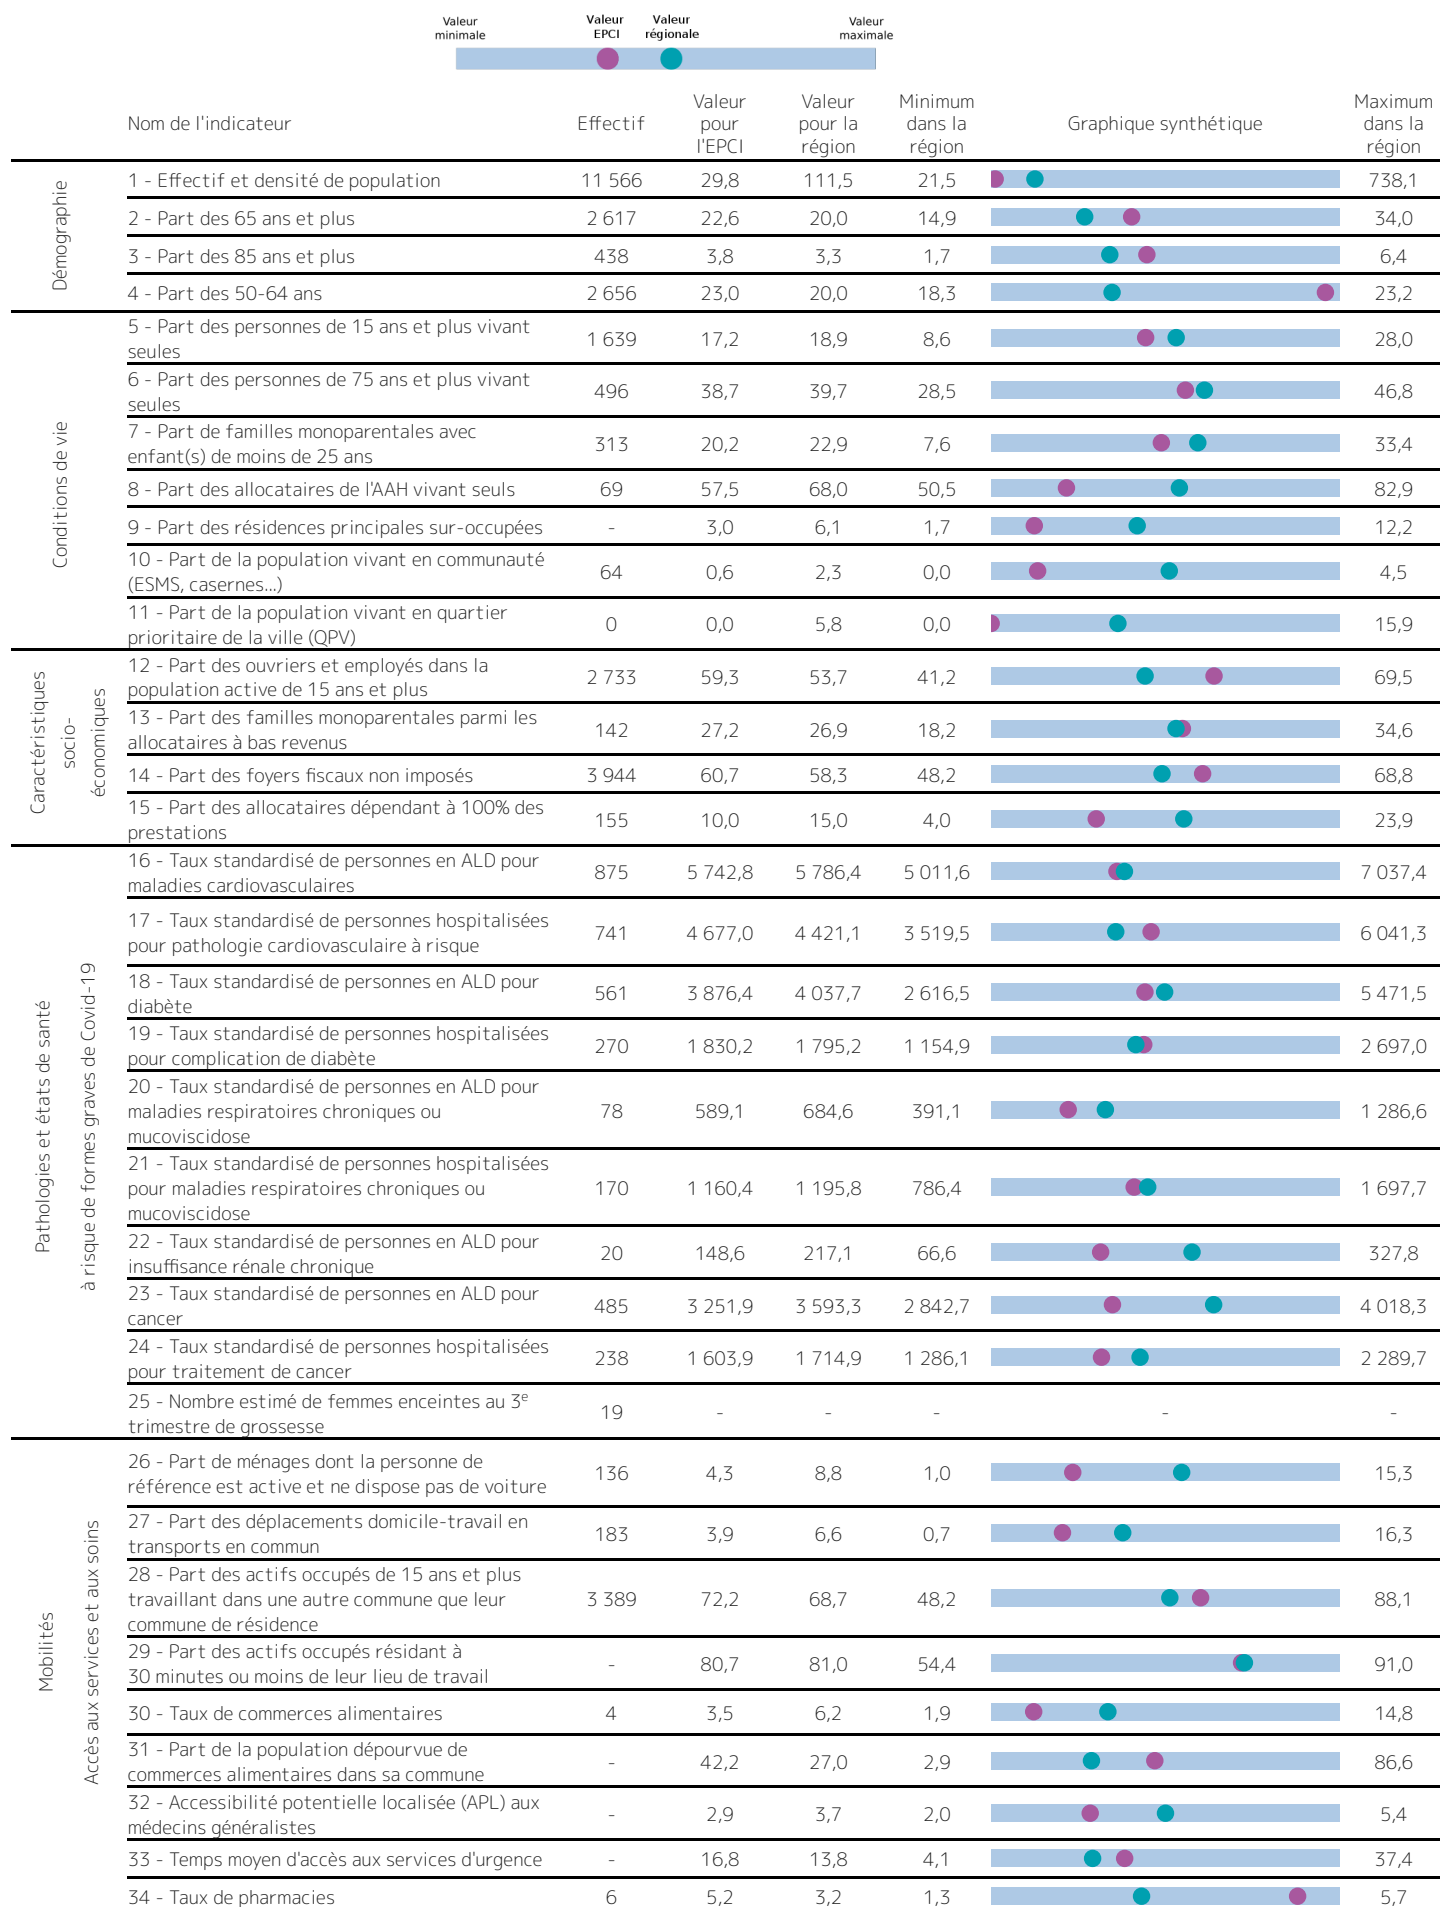 Valeur minimale
Valeur EPCI
Valeur régionale
Valeur maximale
Nom de l'indicateur
Effectif
Valeur pour l'EPCI
Valeur pour la région
Minimum dans la région
Graphique synthétique
Maximum dans la région
Démographie
1 - Effectif et densité de population 11 566 29,8 111,5 21,5 738,1
2 - Part des 65 ans et plus 2 617 22,6 20,0 14,9 34,0
3 - Part des 85 ans et plus 438 3,8 3,3 1,7 6,4
4 - Part des 50-64 ans 2 656 23,0 20,0 18,3 23,2
Conditions de vie
5 - Part des personnes de 15 ans et plus vivant
seules 1 639 17,2 18,9 8,6 28,0
6 - Part des personnes de 75 ans et plus vivant
seules 496 38,7 39,7 28,5 46,8
7 - Part de familles monoparentales avec
enfant(s) de moins de 25 ans 313 20,2 22,9 7,6 33,4
8 - Part des allocataires de l'AAH vivant seuls 69 57,5 68,0 50,5 82,9
9 - Part des résidences principales sur-occupées - 3,0 6,1 1,7 12,2
10 - Part de la population vivant en communauté
(ESMS, casernes...) 64 0,6 2,3 0,0 4,5
11 - Part de la population vivant en quartier
prioritaire de la ville (QPV) 0 0,0 5,8 0,0 15,9
Caractéristiques
socio-
économiques
12 - Part des ouvriers et employés dans la
population active de 15 ans et plus 2 733 59,3 53,7 41,2 69,5
13 - Part des familles monoparentales parmi les
allocataires à bas revenus 142 27,2 26,9 18,2 34,6
14 - Part des foyers fiscaux non imposés 3 944 60,7 58,3 48,2 68,8
15 - Part des allocataires dépendant à 100% des
prestations 155 10,0 15,0 4,0 23,9
Pathologies et états de santé
à risque de formes graves de Covid-19
16 - Taux standardisé de personnes en ALD pour
maladies cardiovasculaires 875 5 742,8 5 786,4 5 011,6 7 037,4
17 - Taux standardisé de personnes hospitalisées
pour pathologie cardiovasculaire à risque 741 4 677,0 4 421,1 3 519,5 6 041,3
18 - Taux standardisé de personnes en ALD pour
diabète 561 3 876,4 4 037,7 2 616,5 5 471,5
19 - Taux standardisé de personnes hospitalisées
pour complication de diabète 270 1 830,2 1 795,2 1 154,9 2 697,0
20 - Taux standardisé de personnes en ALD pour
maladies respiratoires chroniques ou
mucoviscidose 78 589,1 684,6 391,1 1 286,6
21 - Taux standardisé de personnes hospitalisées
pour maladies respiratoires chroniques ou
mucoviscidose 170 1 160,4 1 195,8 786,4 1 697,7
22 - Taux standardisé de personnes en ALD pour
insuffisance rénale chronique 20 148,6 217,1 66,6 327,8
23 - Taux standardisé de personnes en ALD pour
cancer 485 3 251,9 3 593,3 2 842,7 4 018,3
24 - Taux standardisé de personnes hospitalisées
pour traitement de cancer 238 1 603,9 1 714,9 1 286,1 2 289,7
25 - Nombre estimé de femmes enceintes au 3e
trimestre de grossesse 19 - - - - -
Mobilités
Accès aux services et aux soins
26 - Part de ménages dont la personne de
référence est active et ne dispose pas de voiture 136 4,3 8,8 1,0 15,3
27 - Part des déplacements domicile-travail en
transports en commun 183 3,9 6,6 0,7 16,3
28 - Part des actifs occupés de 15 ans et plus
travaillant dans une autre commune que leur
commune de résidence 3 389 72,2 68,7 48,2 88,1
29 - Part des actifs occupés résidant à
30 minutes ou moins de leur lieu de travail - 80,7 81,0 54,4 91,0
30 - Taux de commerces alimentaires 4 3,5 6,2 1,9 14,8
31 - Part de la population dépourvue de
commerces alimentaires dans sa commune - 42,2 27,0 2,9 86,6
32 - Accessibilité potentielle localisée (APL) aux
médecins généralistes - 2,9 3,7 2,0 5,4
33 - Temps moyen d'accès aux services d'urgence - 16,8 13,8 4,1 37,4
34 - Taux de pharmacies 6 5,2 3,2 1,3 5,7